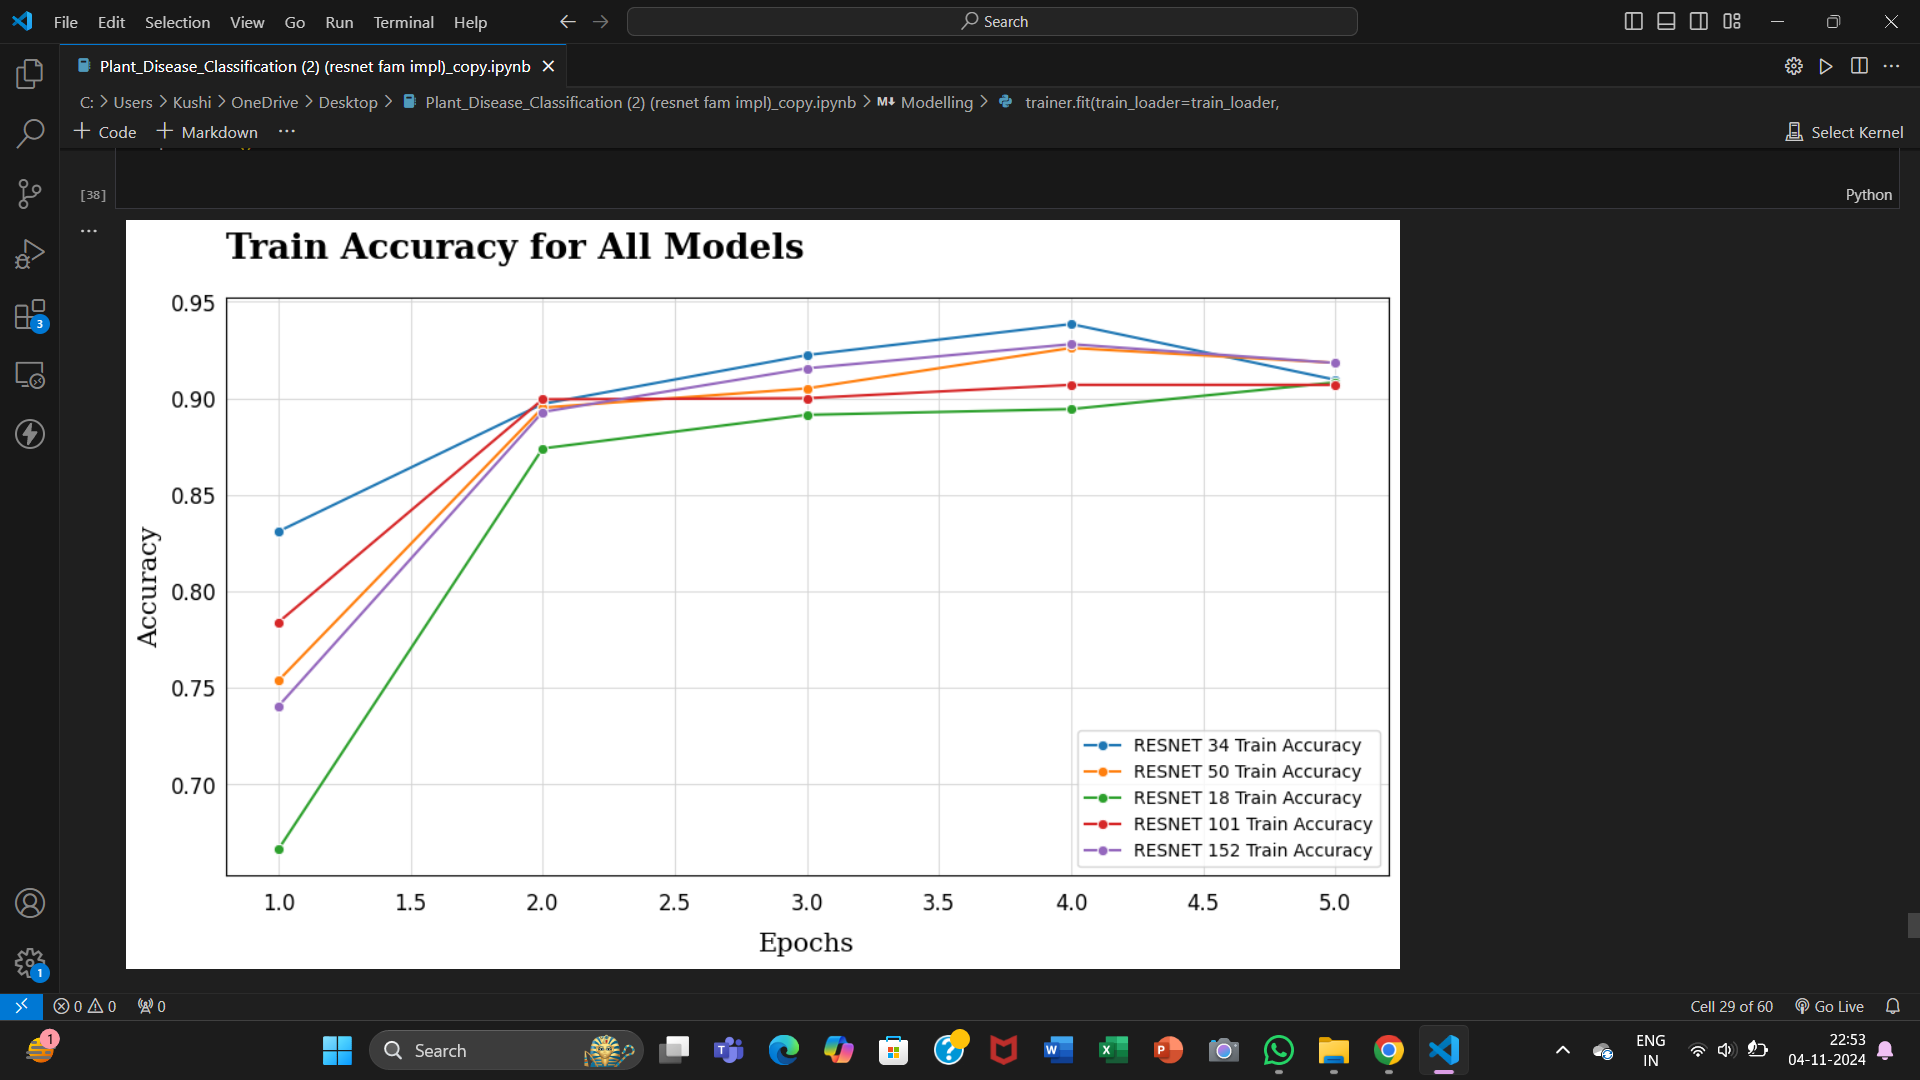 File Edit Selection View Go Run Terminal Help
Search
Plant_Disease_Classification (2) (resnet fam impl)_copy.ipynb
C: > Users > Kushi > OneDrive > Desktop > Plant_Disease_Classification (2) (resnet fam impl)_copy.ipynb > M↓ Modelling > trainer.fit(train_loader=train_loader,
+ Code + Markdown ...
Select Kernel
[38]
Python
Train Accuracy for All Models
0.95
0.90
0.85
0.80
0.75
0.70
Accuracy
RESNET 34 Train Accuracy
RESNET 50 Train Accuracy
RESNET 18 Train Accuracy
RESNET 101 Train Accuracy
RESNET 152 Train Accuracy
1.0 1.5 2.0 2.5 3.0 3.5 4.0 4.5 5.0
Epochs
3
1
0 0 0
Cell 29 of 60 Go Live
1
Search
ENG
IN
22:53
04-11-2024